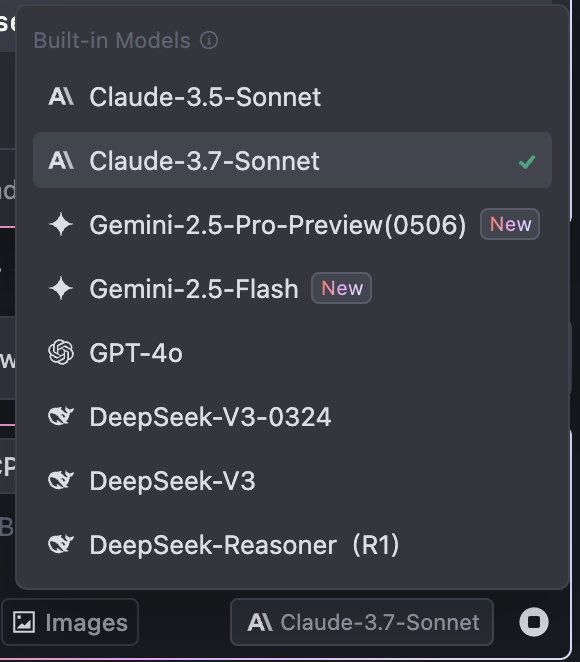 Built-in Models
Claude-3.5-Sonnet
Claude-3.7-Sonnet
Gemini-2.5-Pro-Preview(0506) New
Gemini-2.5-Flash New
GPT-4o
DeepSeek-V3-0324
DeepSeek-V3
DeepSeek-Reasoner (R1)
Images Claude-3.7-Sonnet